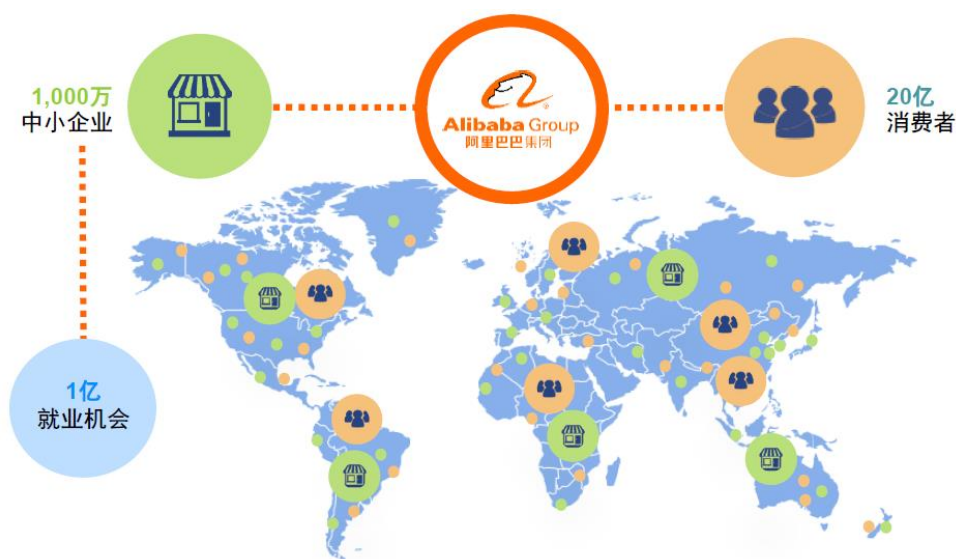 1,000万
中小企业
Alibaba Group
阿里巴巴集团
20亿
消费者
1亿
就业机会